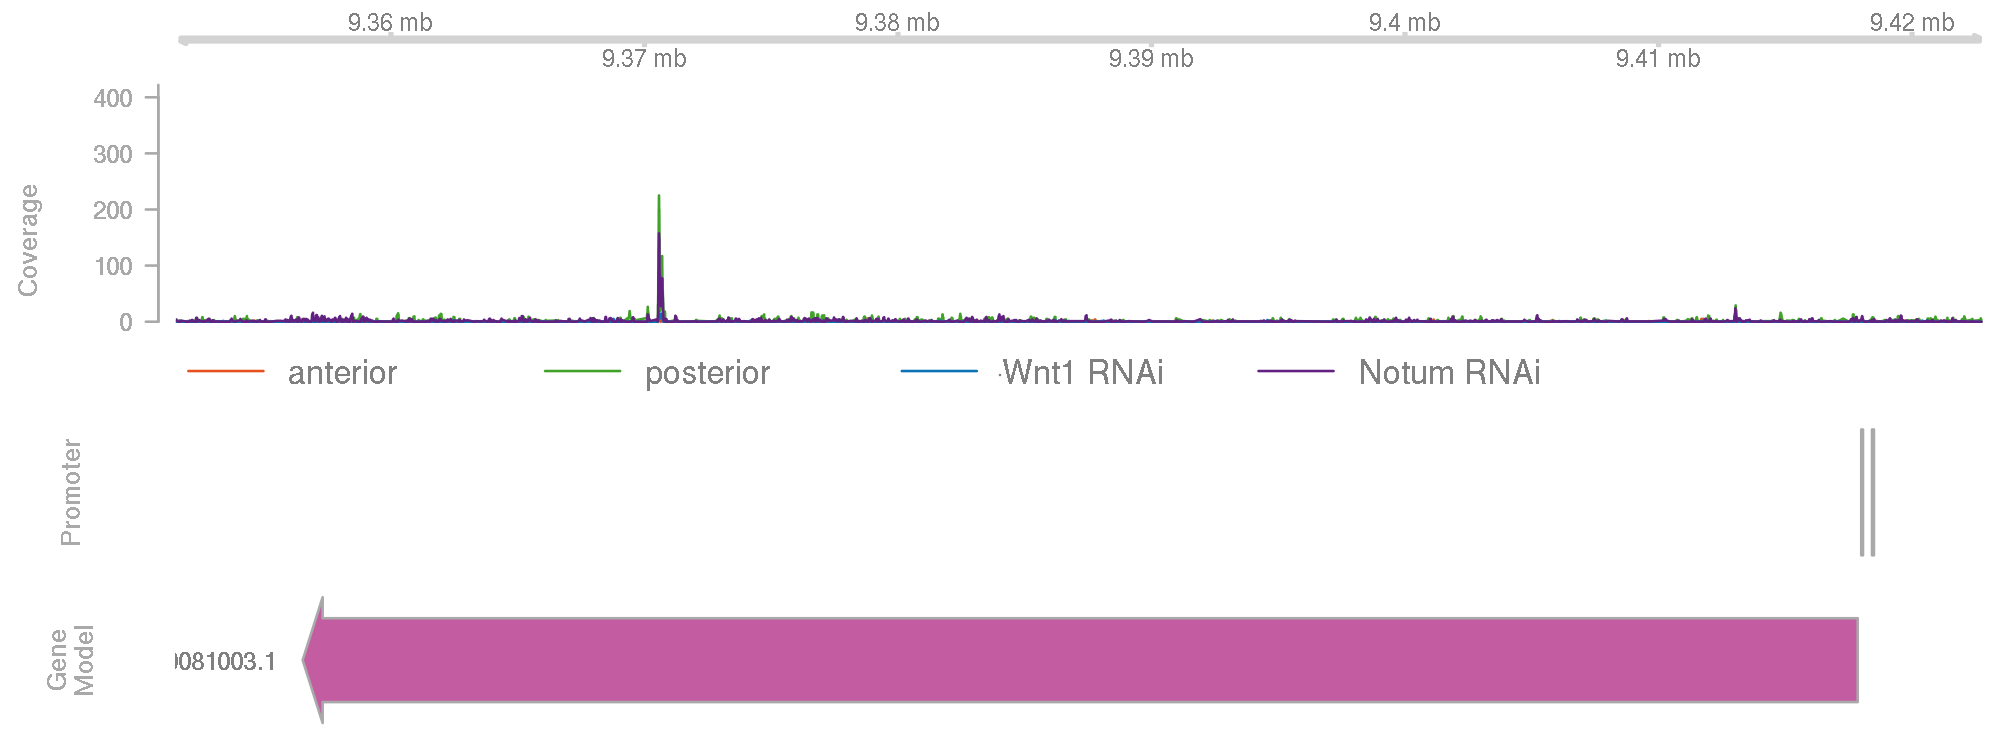 9.36 mb 9.38 mb 9.4 mb 9.42 mb
9.37 mb 9.39 mb 9.41 mb
Coverage
400
300
200
100
0
anterior posterior Wnt1 RNAi Notum RNAi
Promoter
Gene
Model
081003.1